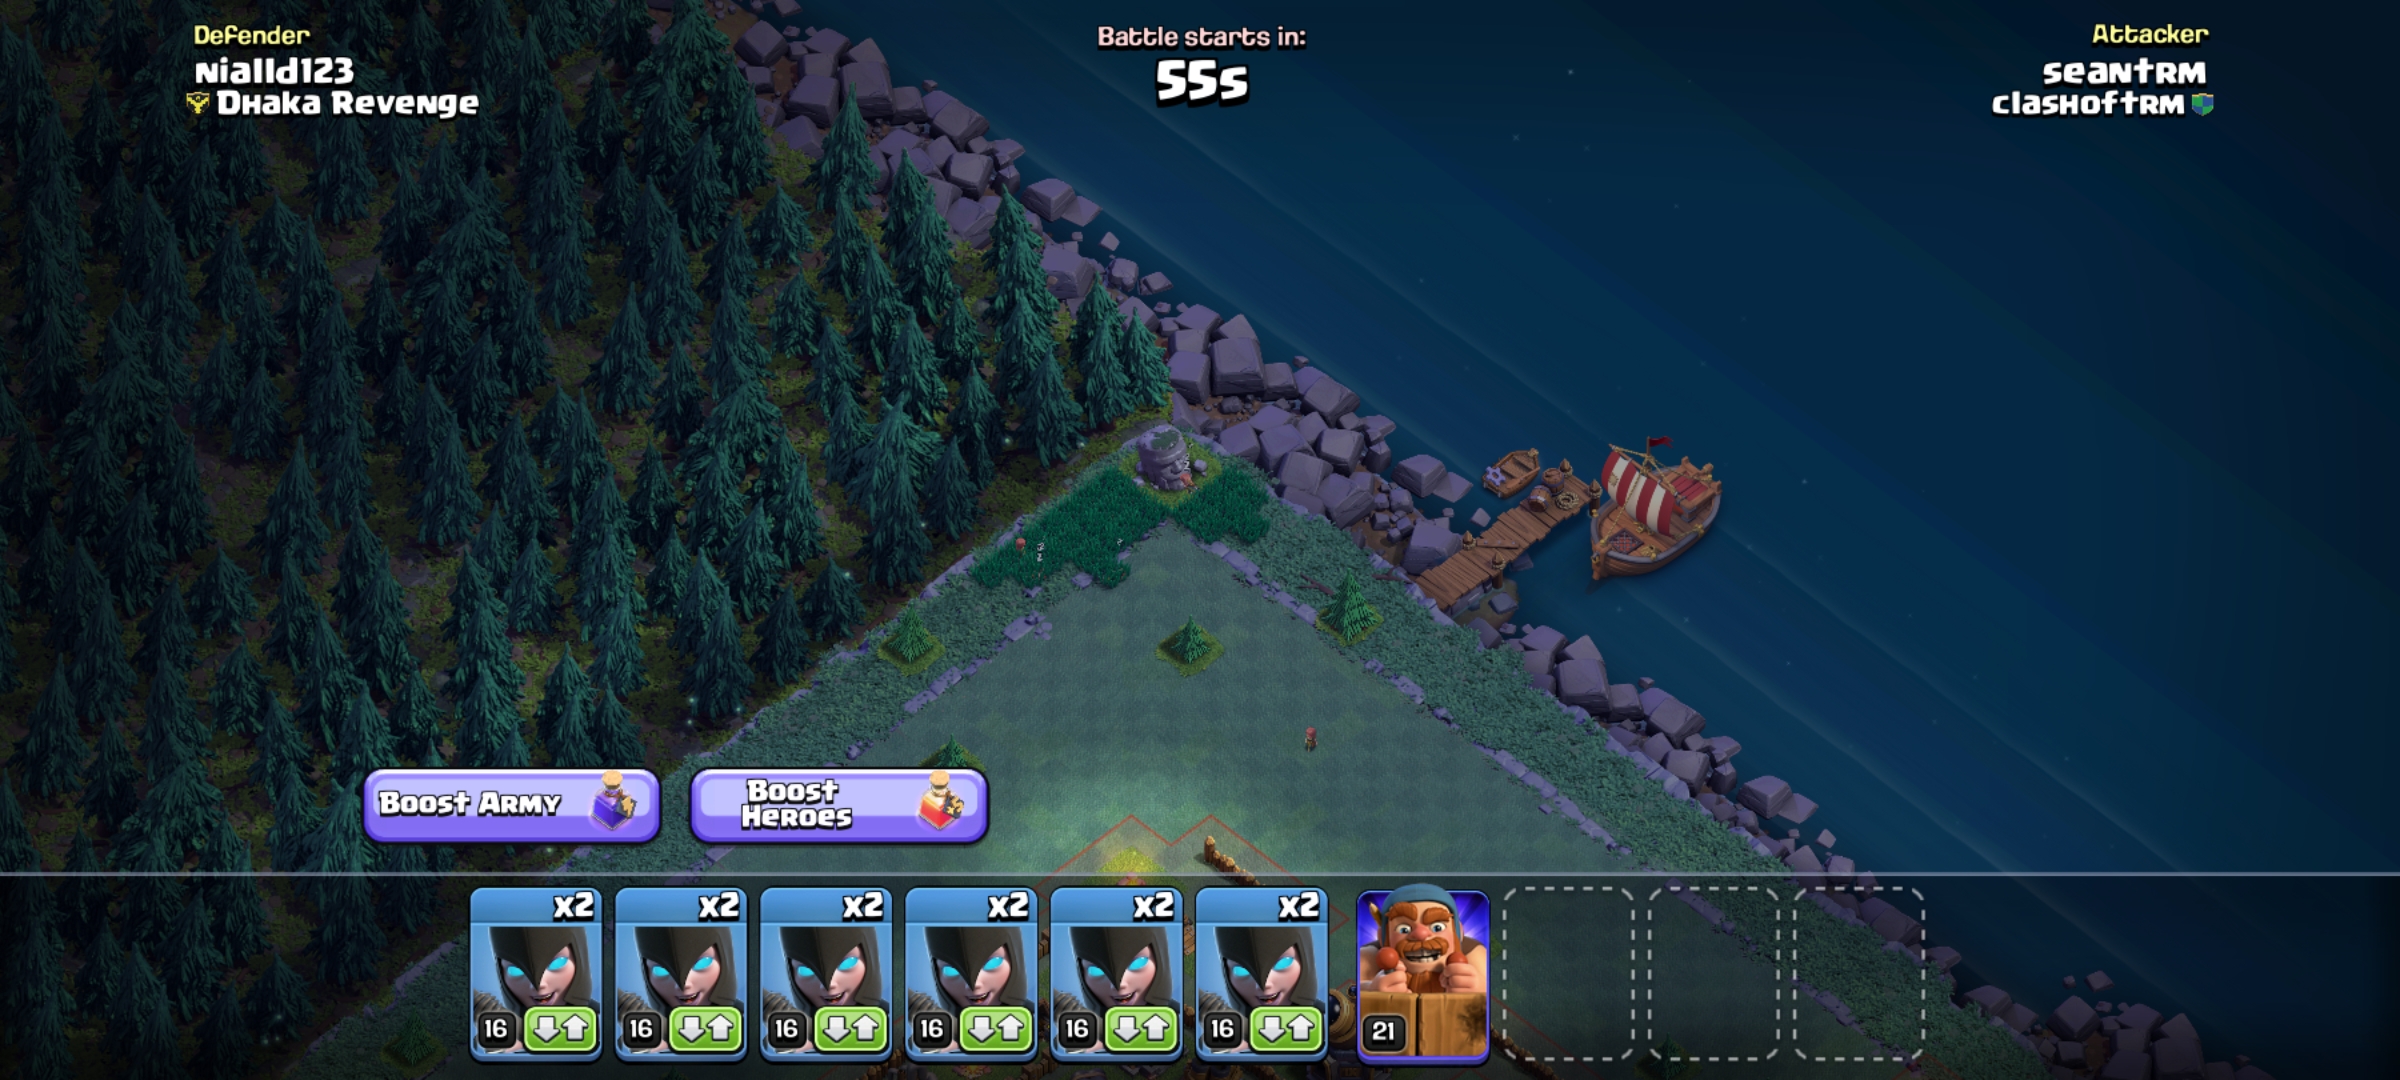 Defender
Nialld123
Dhaka Revenge
Battle starts in:
55s
Attacker
seantRM
clashoftRM
Boost Army
Boost
Heroes
x2
x2
x2
x2
x2
x2
16
16
16
16
16
16
21